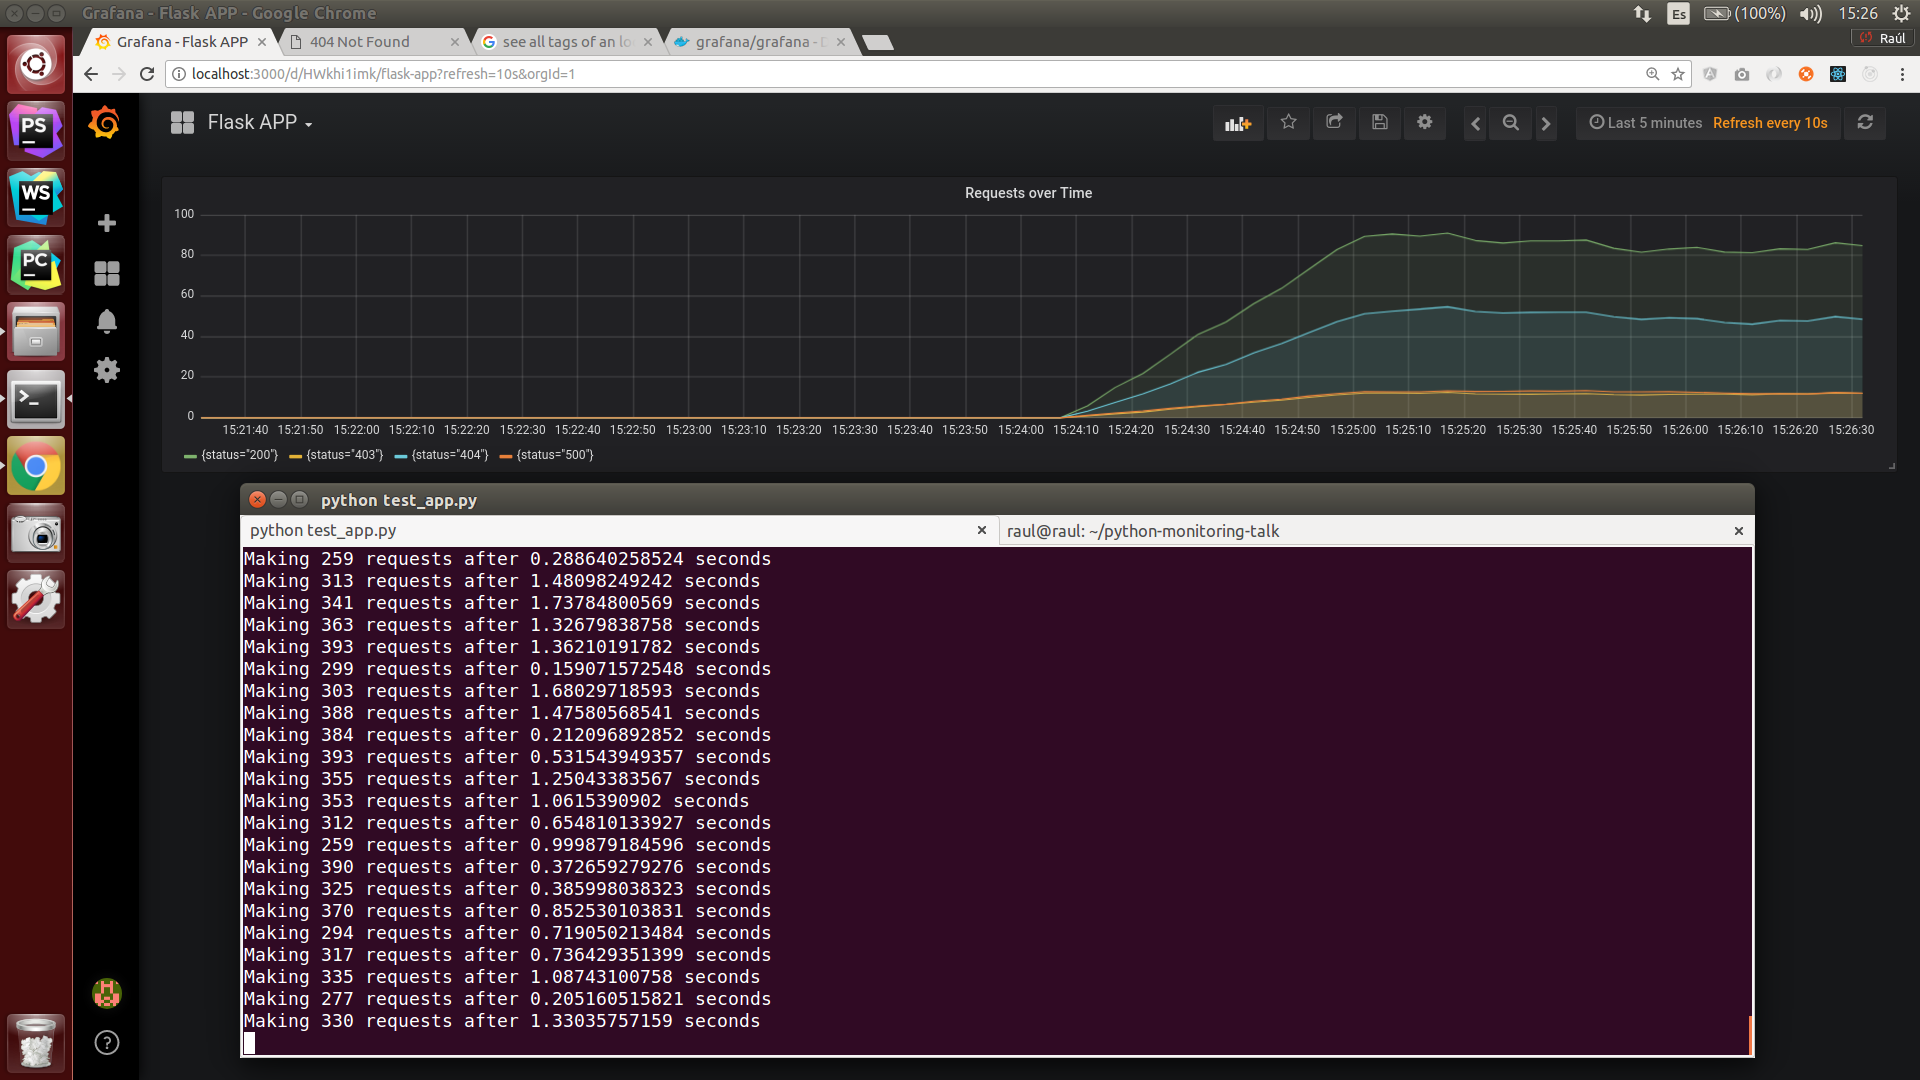 Grafana - Flask APP - Google Chrome
Es
(100%)
15:26
Raúl
Grafana - Flask APP
404 Not Found
see all tags of an lo
grafana/grafana - D
localhost:3000/d/HWkhi1imk/flask-app?refresh=10s&orgId=1
PS
WS
PC
>_
Flask APP
Last 5 minutes
Refresh every 10s
Requests over Time
100
80
60
40
20
0
15:21:40 15:21:50 15:22:00 15:22:10 15:22:20 15:22:30 15:22:40 15:22:50 15:23:00 15:23:10 15:23:20 15:23:30 15:23:40 15:23:50 15:24:00 15:24:10 15:24:20 15:24:30 15:24:40 15:24:50 15:25:00 15:25:10 15:25:20 15:25:30 15:25:40 15:25:50 15:26:00 15:26:10 15:26:20 15:26:30
{status="200"} {status="403"} {status="404"} {status="500"}
python test_app.py
python test_app.py
raul@raul: ~/python-monitoring-talk
Making 259 requests after 0.288640258524 seconds
Making 313 requests after 1.48098249242 seconds
Making 341 requests after 1.73784800569 seconds
Making 363 requests after 1.32679838758 seconds
Making 393 requests after 1.36210191782 seconds
Making 299 requests after 0.159071572548 seconds
Making 303 requests after 1.68029718593 seconds
Making 388 requests after 1.47580568541 seconds
Making 384 requests after 0.212096892852 seconds
Making 393 requests after 0.531543949357 seconds
Making 355 requests after 1.25043383567 seconds
Making 353 requests after 1.0615390902 seconds
Making 312 requests after 0.654810133927 seconds
Making 259 requests after 0.999879184596 seconds
Making 390 requests after 0.372659279276 seconds
Making 325 requests after 0.385998038323 seconds
Making 370 requests after 0.852530103831 seconds
Making 294 requests after 0.719050213484 seconds
Making 317 requests after 0.736429351399 seconds
Making 335 requests after 1.08743100758 seconds
Making 277 requests after 0.205160515821 seconds
Making 330 requests after 1.33035757159 seconds